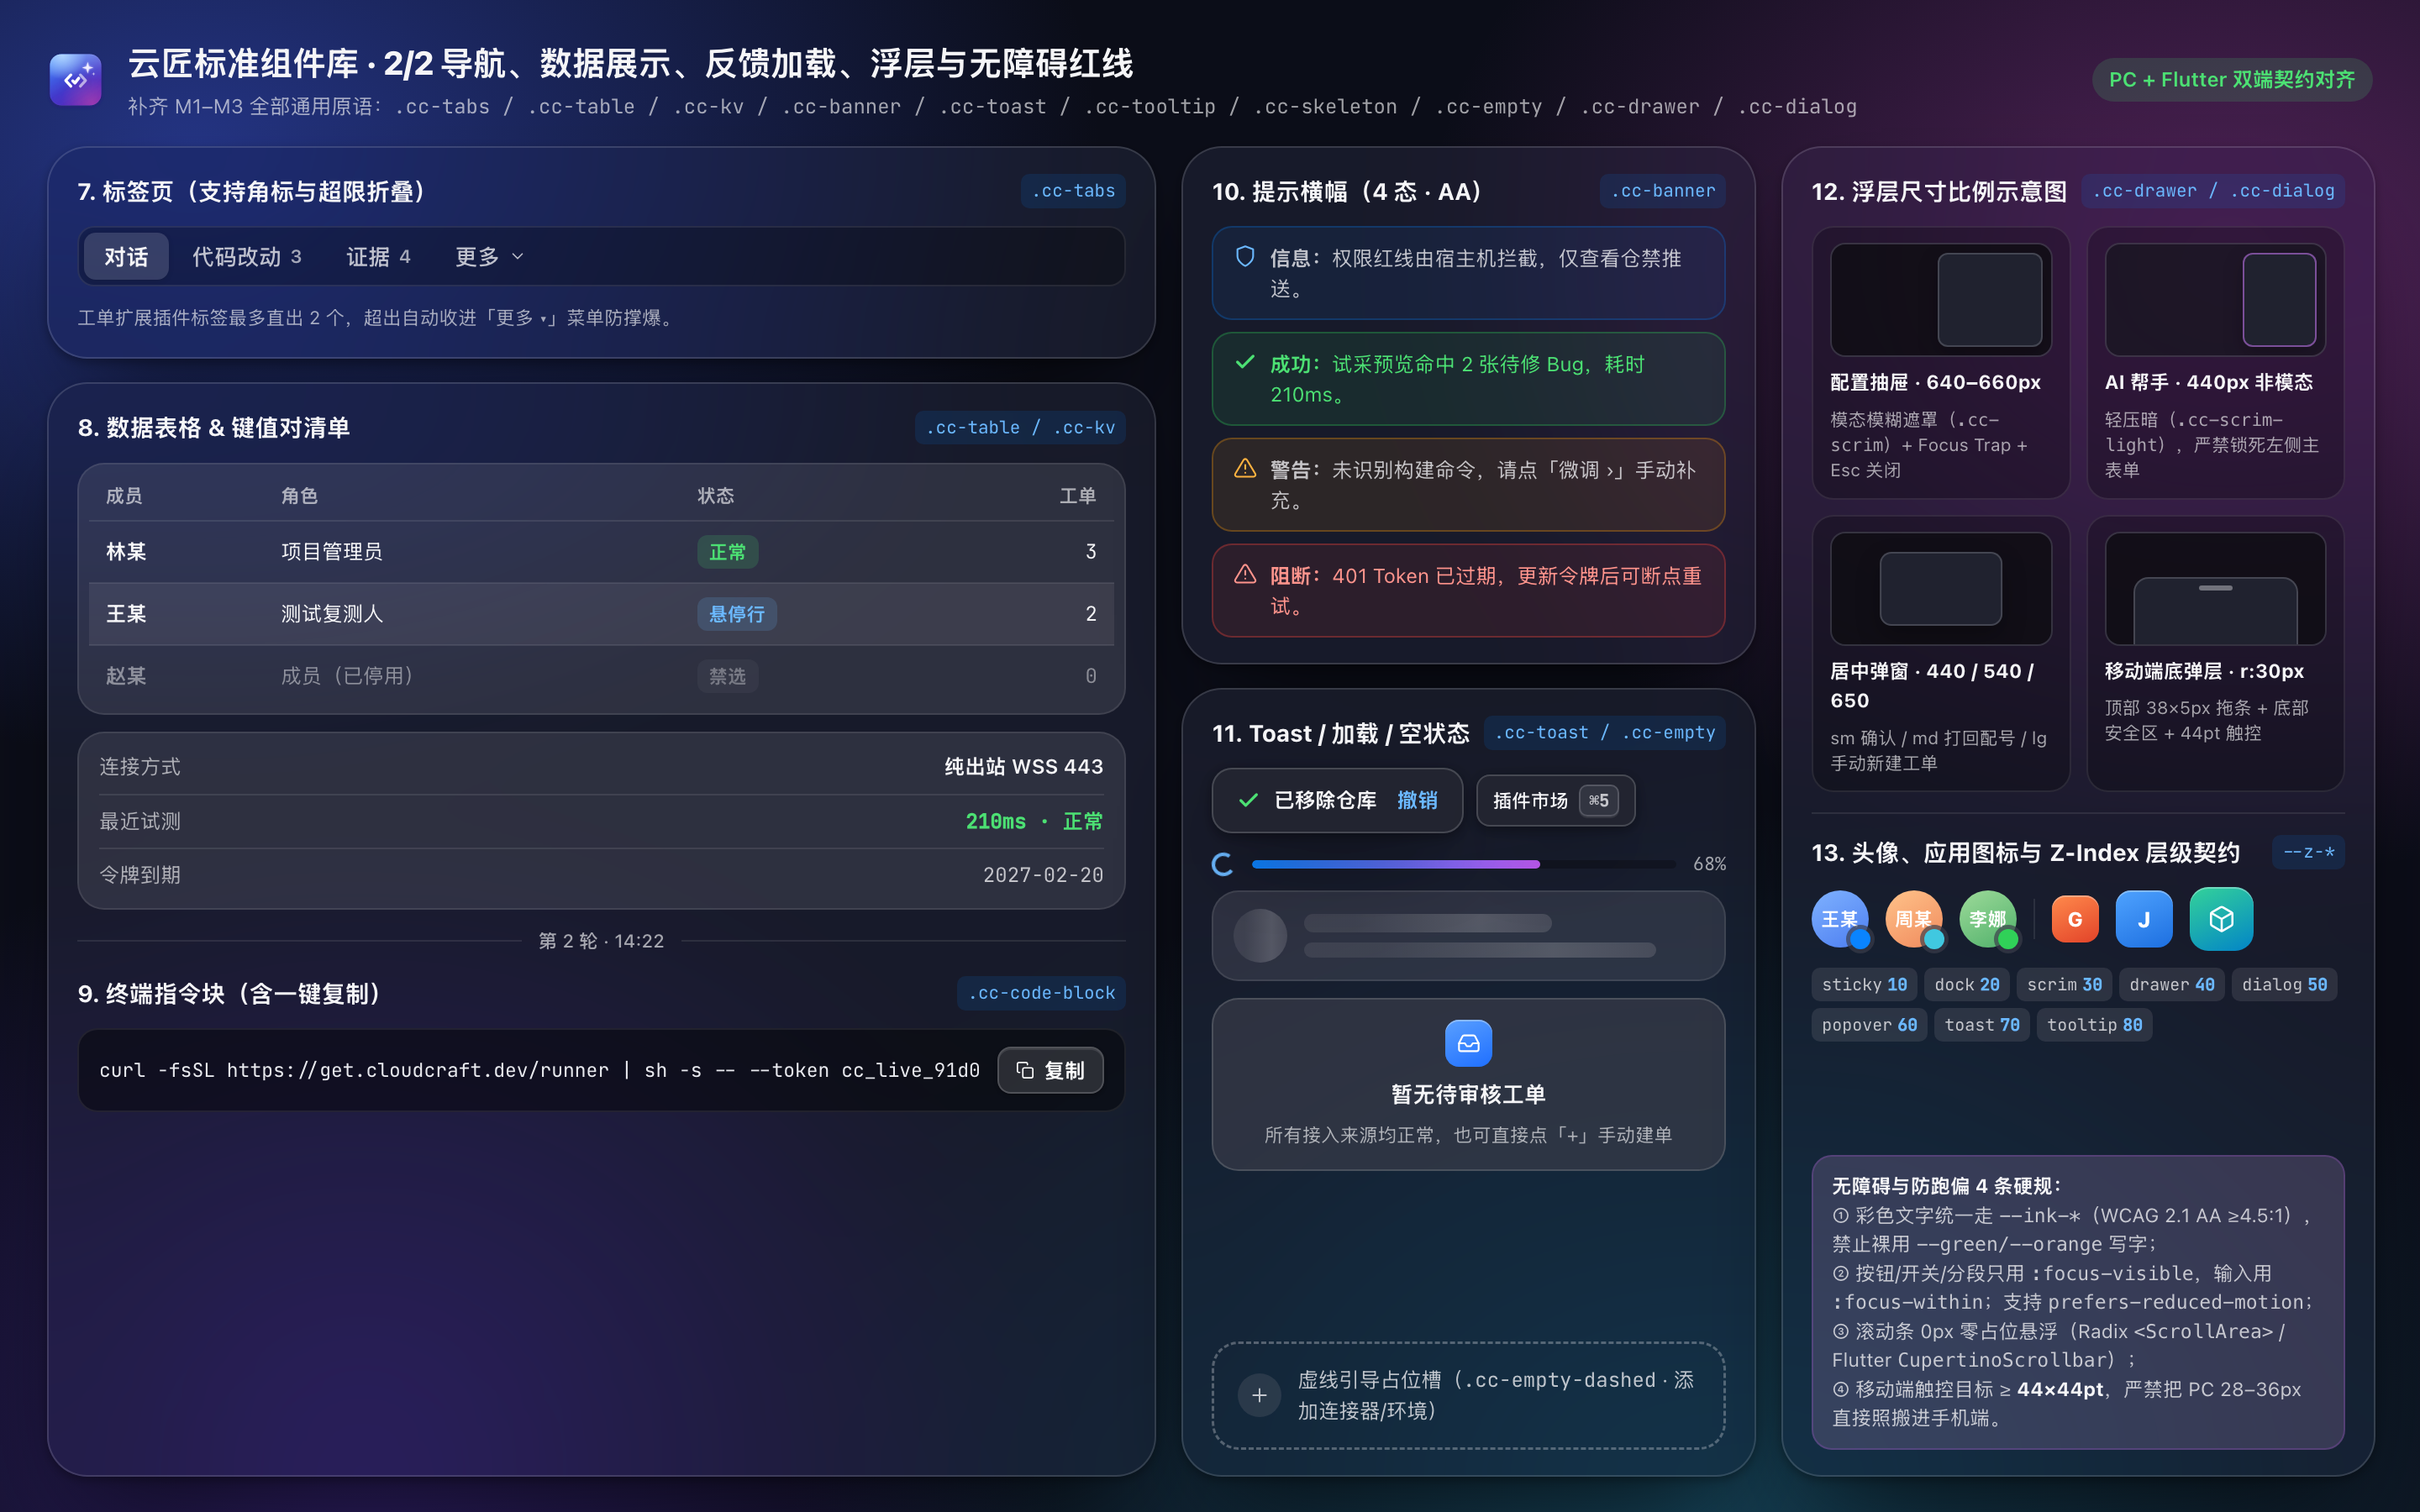 云匠标准组件库 · 2/2 导航、数据展示、反馈加载、浮层与无障碍红线
补齐 M1–M3 全部通用原语：.cc-tabs / .cc-table / .cc-kv / .cc-banner / .cc-toast / .cc-tooltip / .cc-skeleton / .cc-empty / .cc-drawer / .cc-dialog
PC + Flutter 双端契约对齐
7. 标签页（支持角标与超限折叠）
.cc-tabs
对话 代码改动 3 证据 4 更多
工单扩展插件标签最多直出 2 个，超出自动收进「更多 ▾」菜单防撑爆。
8. 数据表格 & 键值对清单
.cc-table / .cc-kv
成员 角色 状态 工单
林某 项目管理员 正常 3
王某 测试复测人 悬停行 2
赵某 成员（已停用） 禁选 0
连接方式 纯出站 WSS 443
最近试测 210ms · 正常
令牌到期 2027-02-20
第 2 轮 · 14:22
9. 终端指令块（含一键复制）
.cc-code-block
curl -fsSL https://get.cloudcraft.dev/runner | sh -s -- --token cc_live_91d0
复制
10. 提示横幅（4 态 · AA）
.cc-banner
信息：权限红线由宿主机拦截，仅查看仓禁推
送。
成功：试采预览命中 2 张待修 Bug，耗时
210ms。
警告：未识别构建命令，请点「微调 ›」手动补
充。
阻断：401 Token 已过期，更新令牌后可断点重
试。
11. Toast / 加载 / 空状态
.cc-toast / .cc-empty
已移除仓库 撤销
插件市场 ⌘5
68%
暂无待审核工单
所有接入来源均正常，也可直接点「+」手动建单
虚线引导占位槽（.cc-empty-dashed · 添
加连接器/环境）
12. 浮层尺寸比例示意图
.cc-drawer / .cc-dialog
配置抽屉 · 640–660px
模态模糊遮罩（.cc-
scrim）+ Focus Trap +
Esc 关闭
AI 帮手 · 440px 非模态
轻压暗（.cc-scrim-
light），严禁锁死左侧主
表单
居中弹窗 · 440 / 540 /
650
sm 确认 / md 打回配号 / lg
手动新建工单
移动端底弹层 · r:30px
顶部 38×5px 拖条 + 底部
安全区 + 44pt 触控
13. 头像、应用图标与 Z-Index 层级契约
--z-*
王某 周某 李娜 G J
sticky 10 dock 20 scrim 30 drawer 40 dialog 50
popover 60 toast 70 tooltip 80
无障碍与防跑偏 4 条硬规：
① 彩色文字统一走 --ink-*（WCAG 2.1 AA ≥4.5:1），
禁止裸用 --green/--orange 写字；
② 按钮/开关/分段只用 :focus-visible，输入用
:focus-within；支持 prefers-reduced-motion；
③ 滚动条 0px 零占位悬浮（Radix <ScrollArea> /
Flutter CupertinoScrollbar）；
④ 移动端触控目标 ≥ 44×44pt，严禁把 PC 28–36px
直接照搬进手机端。